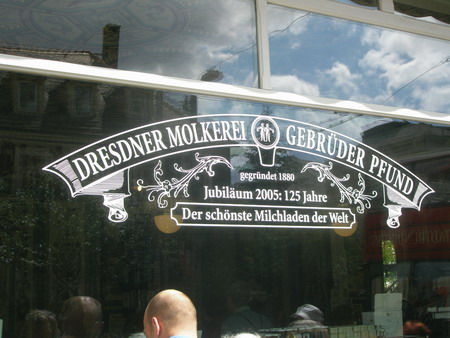 DRESDNER MOLKEREI GEBRÜDER PFUND
gegründet 1880
Jubiläum 2005: 125 Jahre
Der schönste Milchladen der Welt